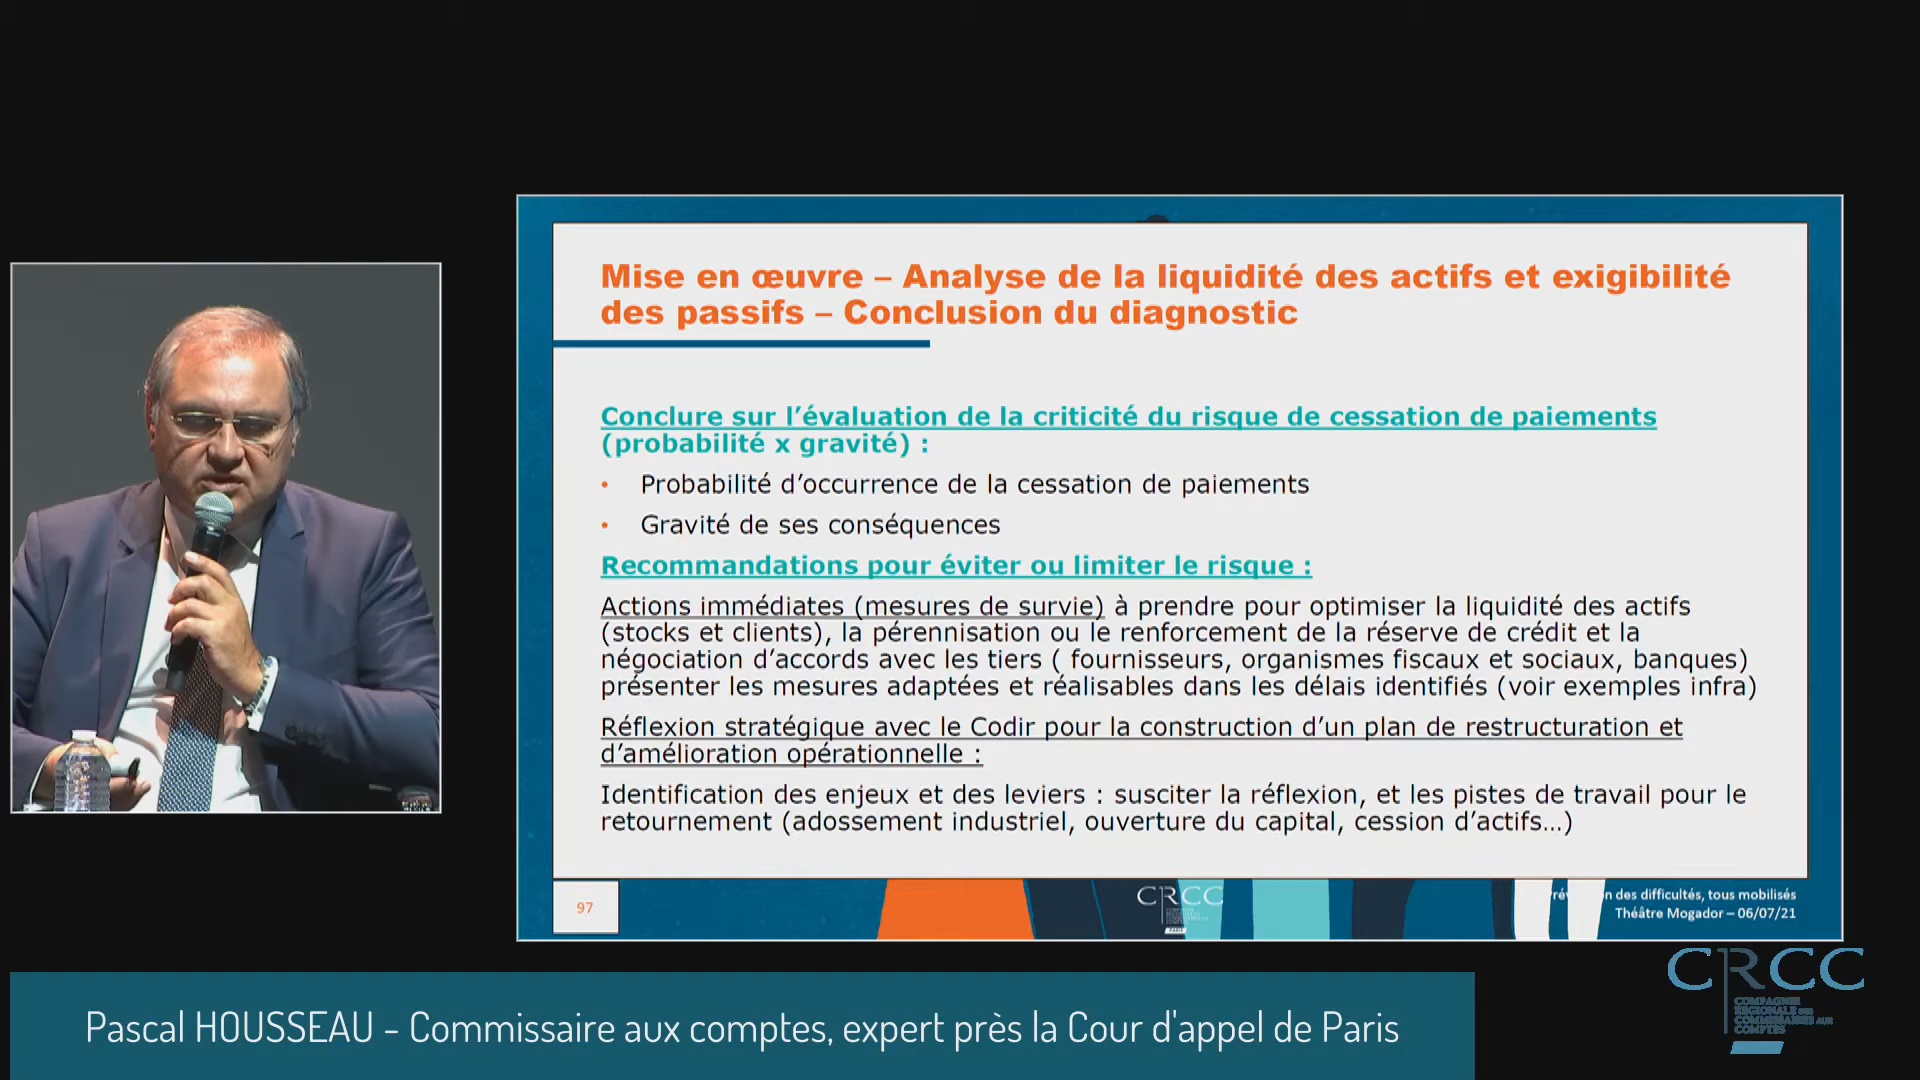 Mise en œuvre – Analyse de la liquidité des actifs et exigibilité
des passifs – Conclusion du diagnostic
Conclure sur l’évaluation de la criticité du risque de cessation de paiements
(probabilité x gravité) :
• Probabilité d’occurrence de la cessation de paiements
• Gravité de ses conséquences
Recommandations pour éviter ou limiter le risque :
Actions immédiates (mesures de survie) à prendre pour optimiser la liquidité des actifs
(stocks et clients), la pérennisation ou le renforcement de la réserve de crédit et la
négociation d’accords avec les tiers ( fournisseurs, organismes fiscaux et sociaux, banques)
présenter les mesures adaptées et réalisables dans les délais identifiés (voir exemples infra)
Réflexion stratégique avec le Codir pour la construction d’un plan de restructuration et
d’amélioration opérationnelle :
Identification des enjeux et des leviers : susciter la réflexion, et les pistes de travail pour le
retournement (adossement industriel, ouverture du capital, cession d’actifs…)
97
CRCC
PARIS
des difficultés, tous mobilisés
Théâtre Mogador – 06/07/21
CRCC
COMPAGNIE
REGIONALE DES
COMMISSAIRES AUX
COMPTES
Pascal HOUSSEAU - Commissaire aux comptes, expert près la Cour d'appel de Paris